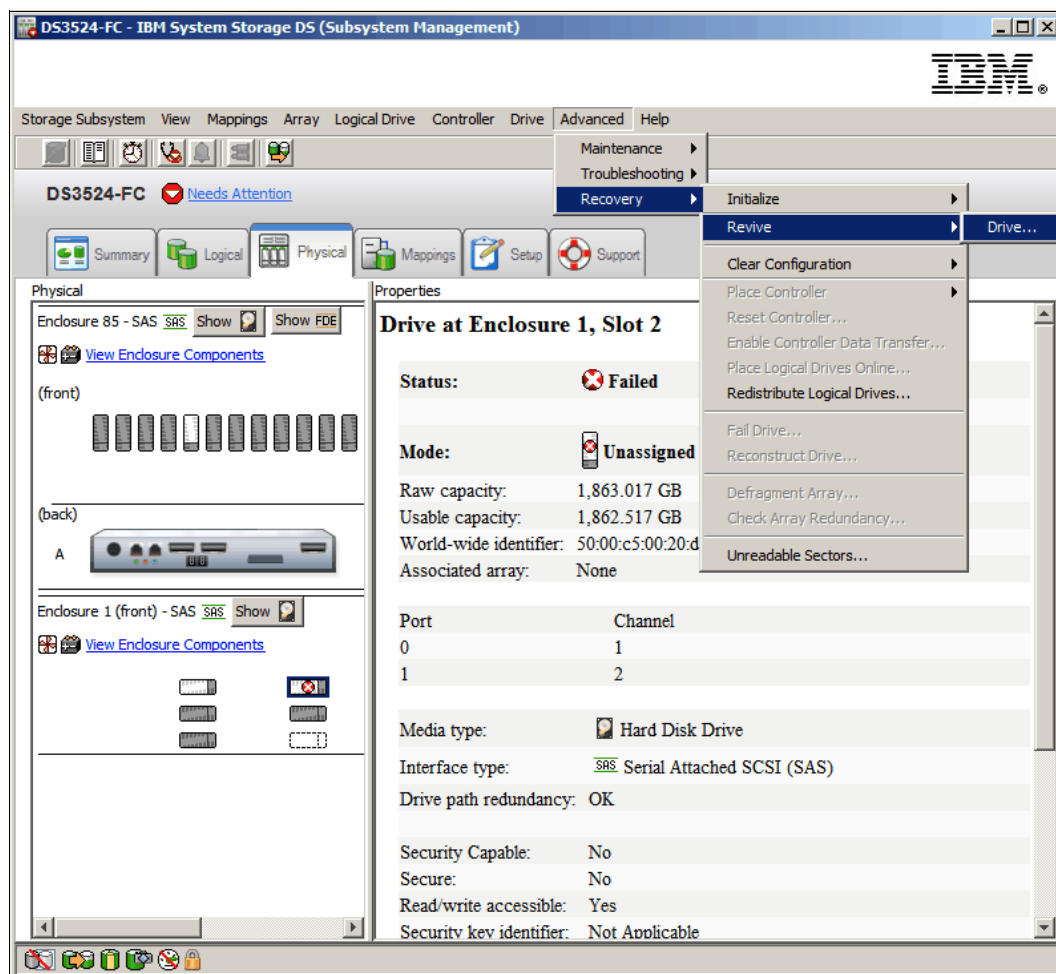 DS3524-FC - IBM System Storage DS (Subsystem Management)
IBM®
Storage Subsystem View Mappings Array Logical Drive Controller Drive Advanced Help
Maintenance
Troubleshooting
Recovery
Initialize
Revive
Drive...
Clear Configuration
Place Controller
Reset Controller...
Enable Controller Data Transfer...
Place Logical Drives Online...
Redistribute Logical Drives...
Fail Drive...
Reconstruct Drive...
Defragment Array...
Check Array Redundancy...
Unreadable Sectors...
DS3524-FC Needs Attention
Summary Logical Physical Mappings Setup Support
Physical
Enclosure 85 - SAS SAS Show Show FDE
View Enclosure Components
(front)
(back)
A
Enclosure 1 (front) - SAS SAS Show
View Enclosure Components
Properties
Drive at Enclosure 1, Slot 2
Status: Failed
Mode: Unassigned
Raw capacity: 1,863.017 GB
Usable capacity: 1,862.517 GB
World-wide identifier: 50:00:c5:00:20:d
Associated array: None
Port Channel
0 1
1 2
Media type: Hard Disk Drive
Interface type: SAS Serial Attached SCSI (SAS)
Drive path redundancy: OK
Security Capable: No
Secure: No
Read/write accessible: Yes
Security key identifier: Not Applicable